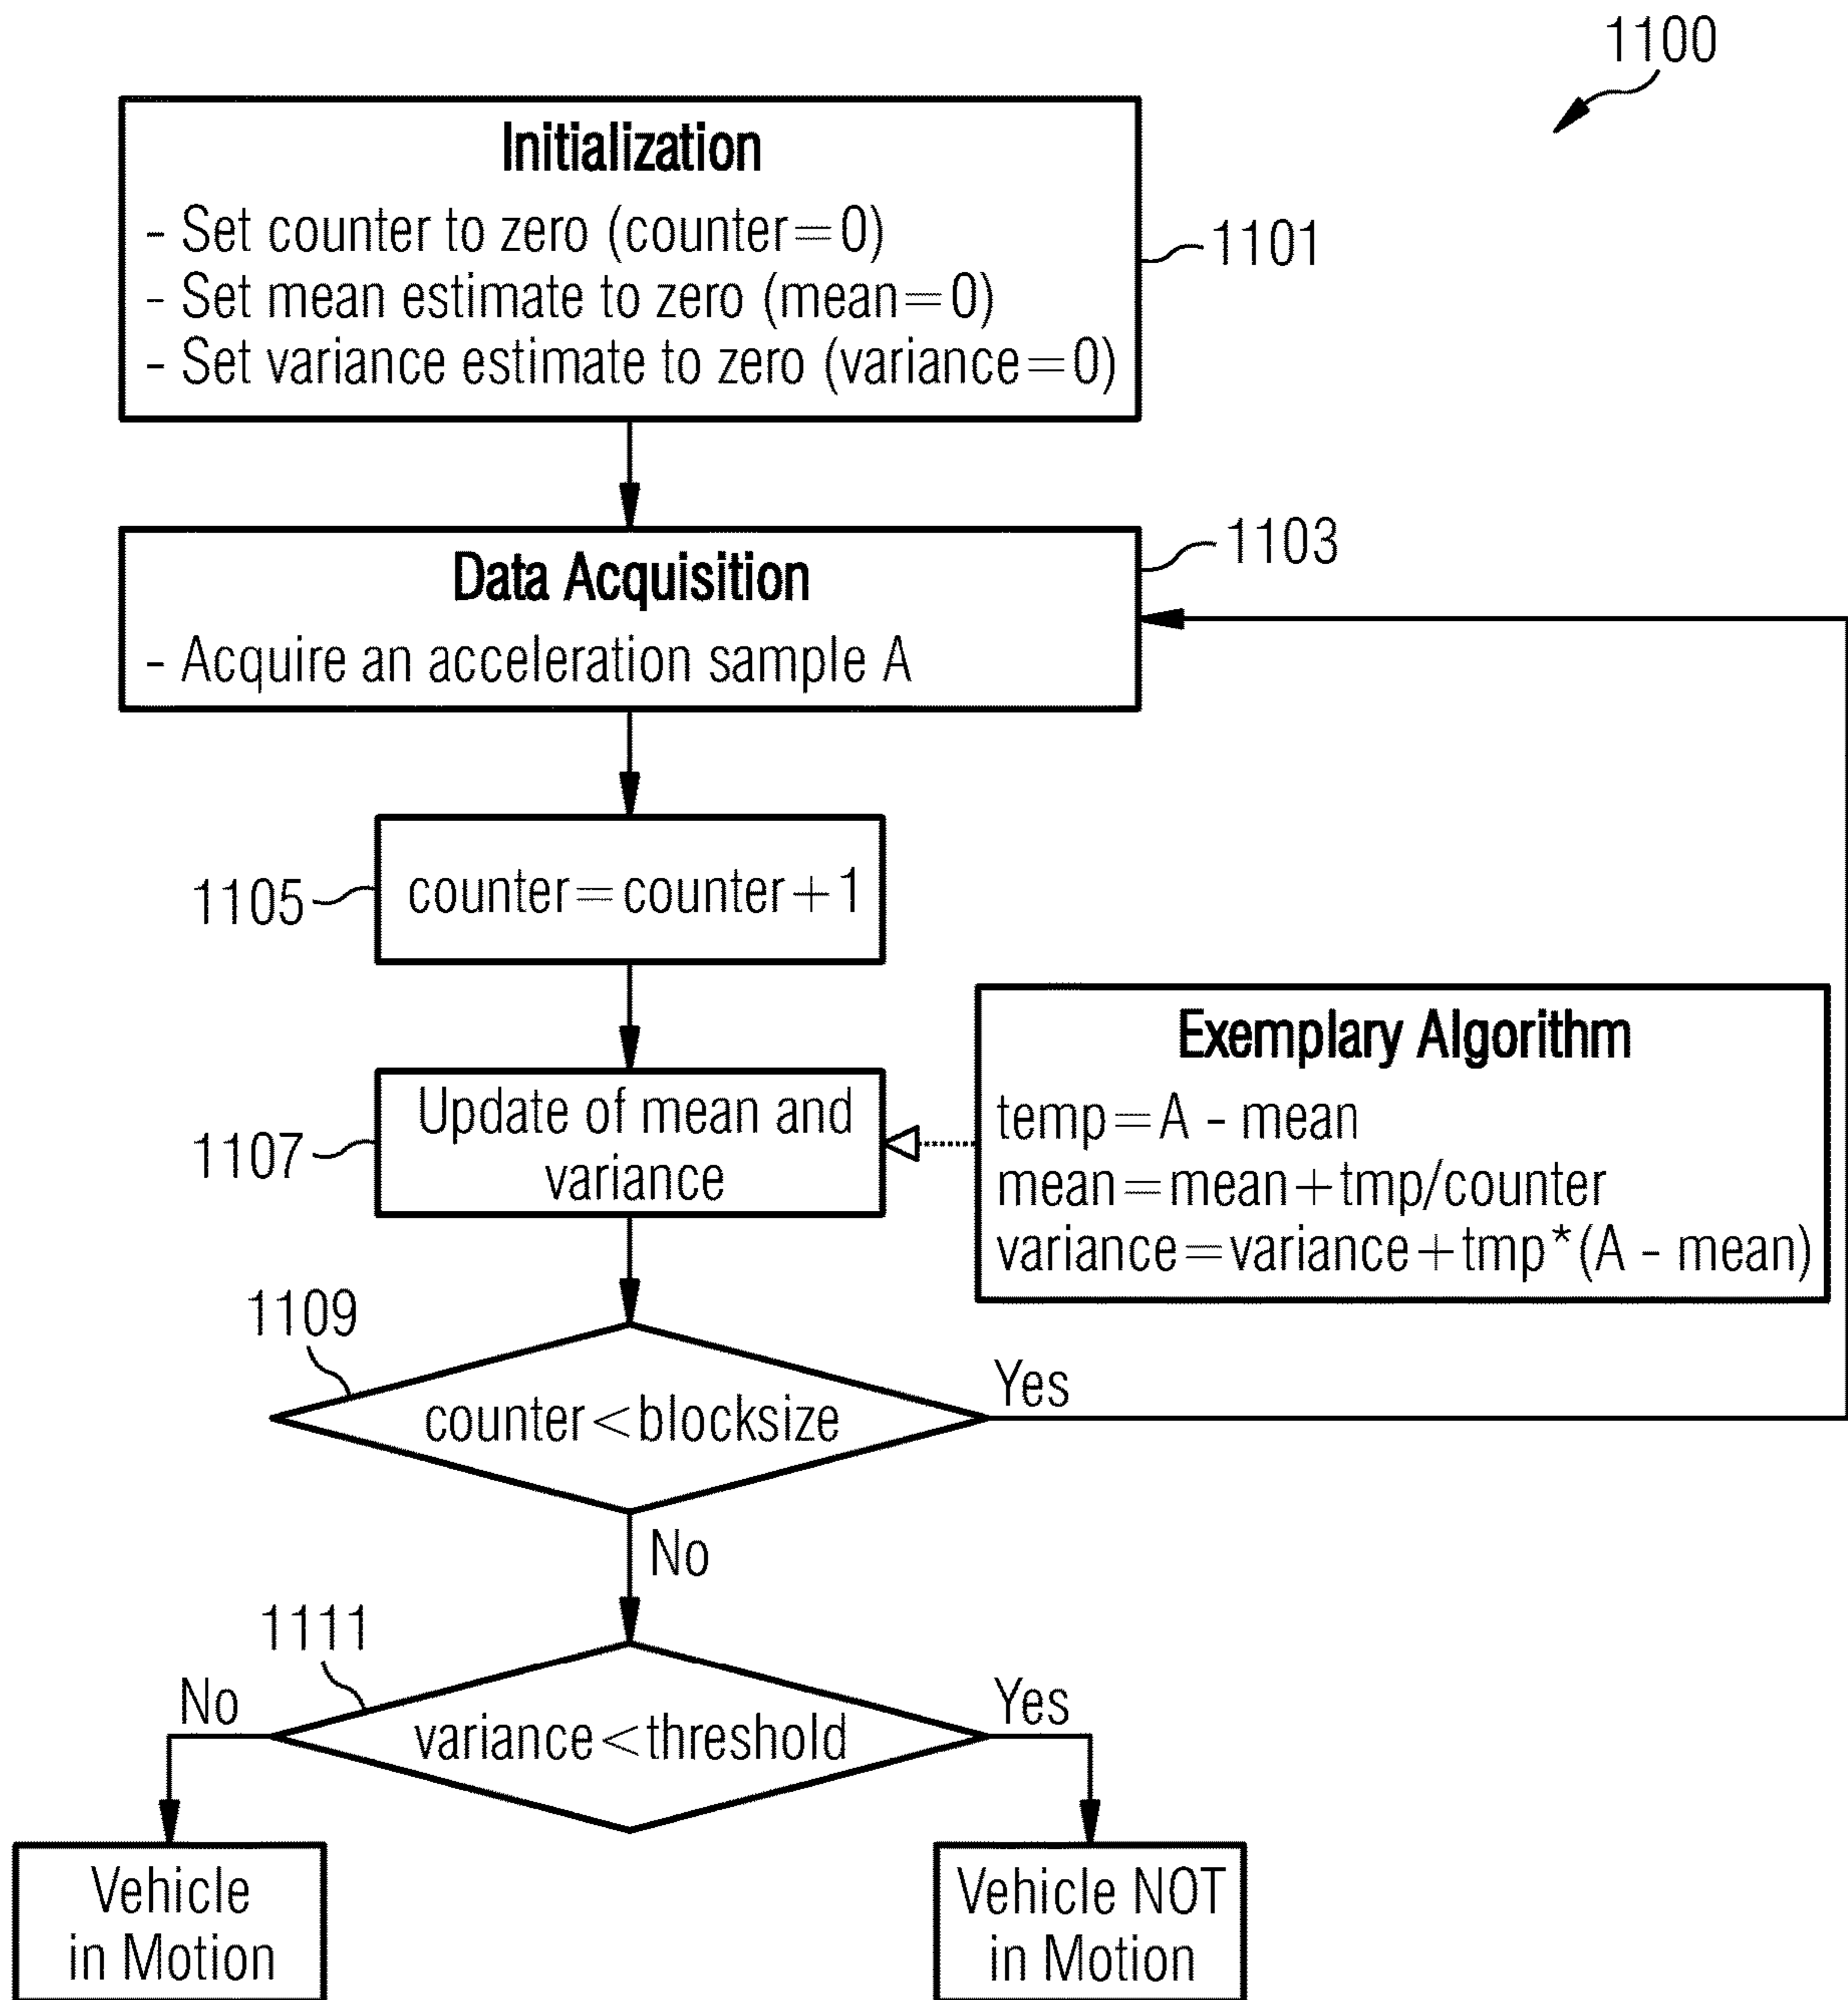 1100
Initialization
- Set counter to zero (counter=0)
- Set mean estimate to zero (mean=0)
- Set variance estimate to zero (variance=0)
1101
1103
Data Acquisition
- Acquire an acceleration sample A
1105
counter=counter+1
Exemplary Algorithm
temp=A - mean
mean=mean+tmp/counter
variance=variance+tmp*(A - mean)
1107
Update of mean and
variance
1109
counter<blocksize
Yes
No
1111
variance<threshold
No
Yes
Vehicle
in Motion
Vehicle NOT
in Motion